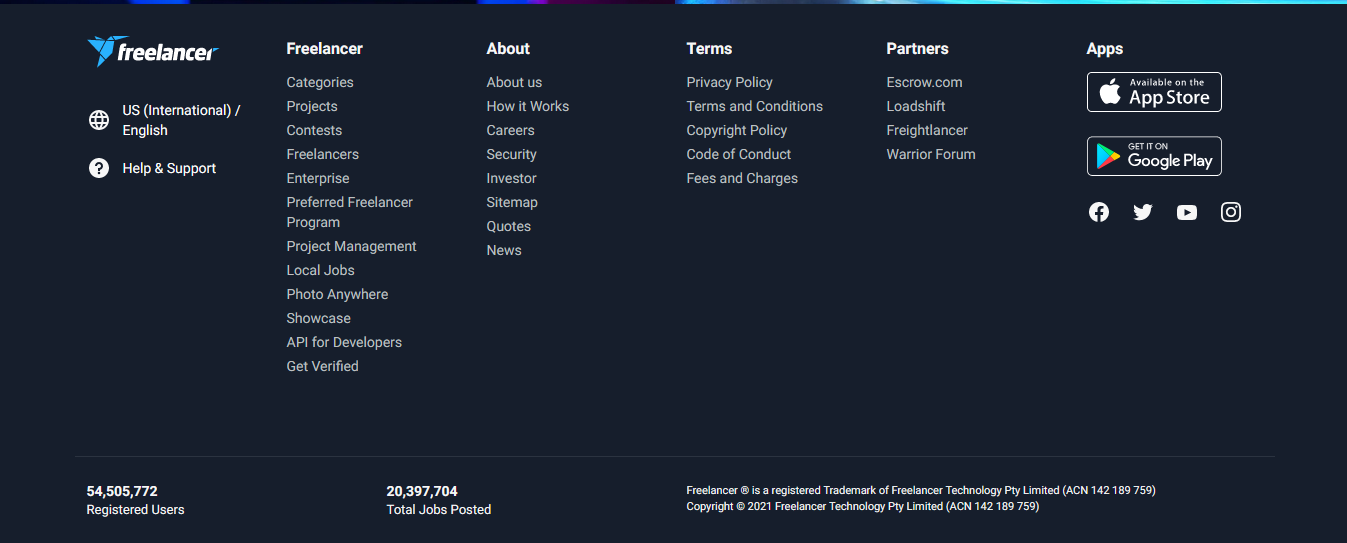 freelancer
US (International) /
English
Help & Support
Freelancer
Categories
Projects
Contests
Freelancers
Enterprise
Preferred Freelancer
Program
Project Management
Local Jobs
Photo Anywhere
Showcase
API for Developers
Get Verified
About
About us
How it Works
Careers
Security
Investor
Sitemap
Quotes
News
Terms
Privacy Policy
Terms and Conditions
Copyright Policy
Code of Conduct
Fees and Charges
Partners
Escrow.com
Loadshift
Freightlancer
Warrior Forum
Apps
Available on the
App Store
GET IT ON
Google Play
54,505,772
Registered Users
20,397,704
Total Jobs Posted
Freelancer ® is a registered Trademark of Freelancer Technology Pty Limited (ACN 142 189 759)
Copyright © 2021 Freelancer Technology Pty Limited (ACN 142 189 759)